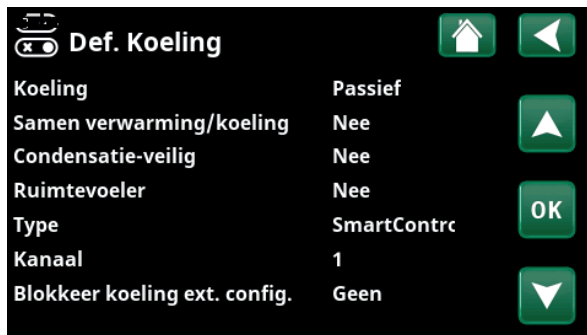 Def. Koeling
Koeling Passief
Samen verwarming/koeling Nee
Condensatie-veilig Nee
Ruimtevoeler Nee
Type SmartContrc
OK
Kanaal 1
Blokkeer koeling ext. config. Geen